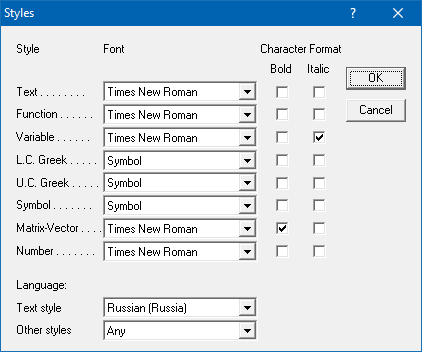 Styles ?
Style Font Character Format
Bold Italic
Text . . . . . . . . Times New Roman OK
Function . . . . . . Times New Roman Cancel
Variable . . . . . . Times New Roman
L.C. Greek . . . . . Symbol
U.C. Greek . . . . . Symbol
Symbol . . . . . . . Symbol
Matrix-Vector . . . . Times New Roman
Number . . . . . . . Times New Roman
Language:
Text style Russian (Russia)
Other styles Any